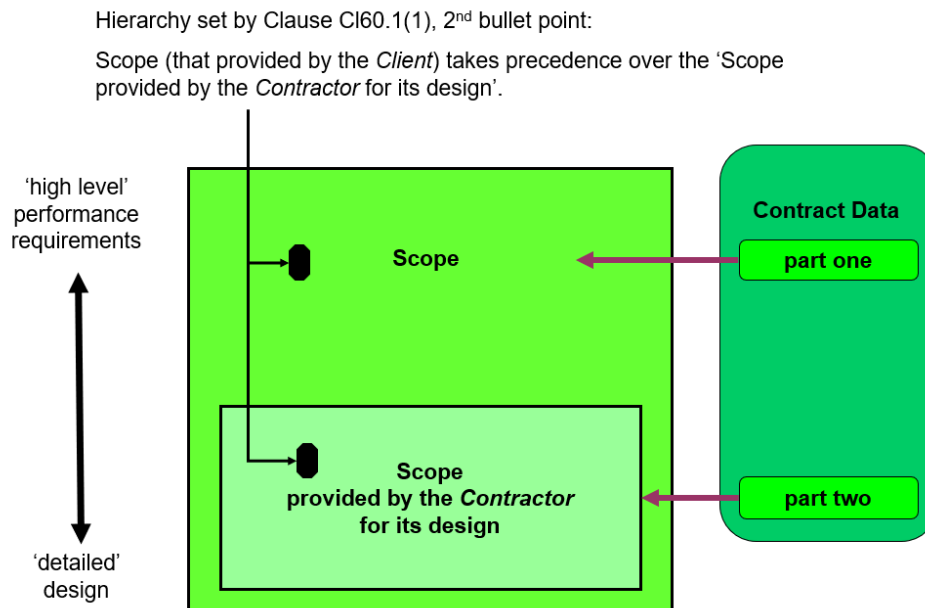 Hierarchy set by Clause Cl60.1(1), 2nd bullet point:
Scope (that provided by the Client) takes precedence over the ‘Scope
provided by the Contractor for its design’.
‘high level’
performance
requirements
Scope
Contract Data
part one
Scope
provided by the Contractor
for its design
part two
‘detailed’
design